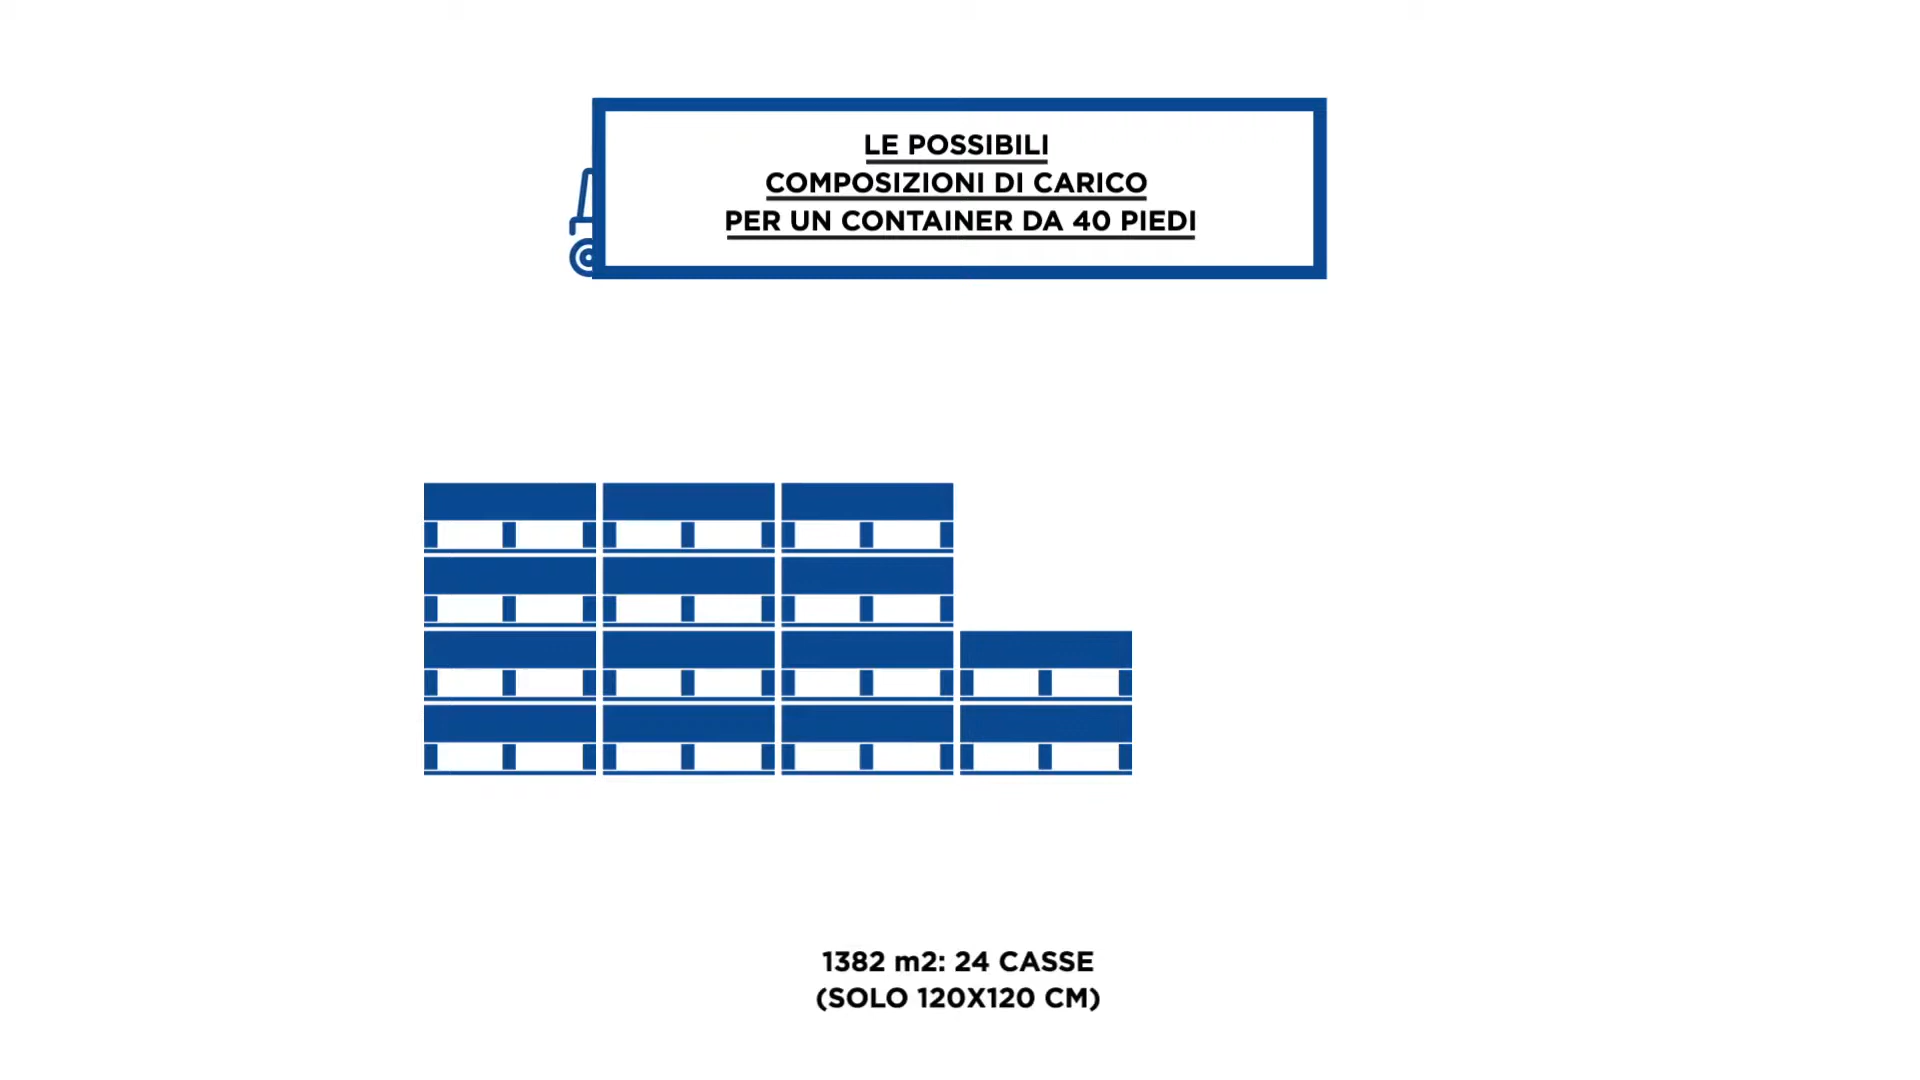 LE POSSIBILI
COMPOSIZIONI DI CARICO
PER UN CONTAINER DA 40 PIEDI
1382 m2: 24 CASSE
(SOLO 120X120 CM)